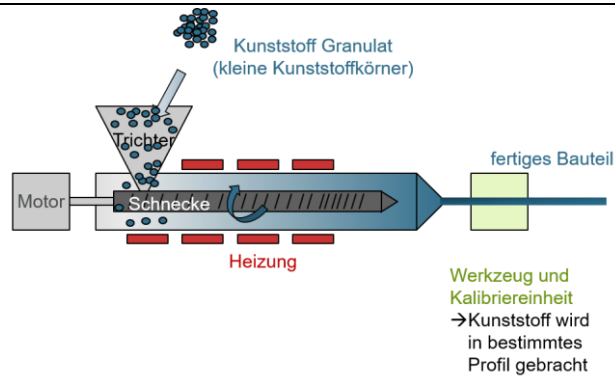 Kunststoff Granulat
(kleine Kunststoffkörner)
Trichter
fertiges Bauteil
Motor
Schnecke
Heizung
Werkzeug und
Kalibriereinheit
→Kunststoff wird
in bestimmtes
Profil gebracht